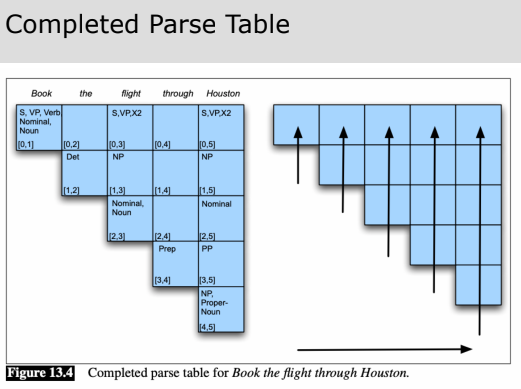 Completed Parse Table
Book the flight through Houston
S, VP, Verb, Nominal, Noun
[0,1]
[0,2]
S,VP,X2
[0,3]
[0,4]
S,VP,X2
[0,5]
Det
[1,2]
NP
[1,3]
[1,4]
NP
[1,5]
Nominal,
Noun
[2,3]
[2,4]
Nominal
[2,5]
Prep
[3,4]
PP
[3,5]
NP,
Proper-
Noun
[4,5]
Figure 13.4 Completed parse table for Book the flight through Houston.